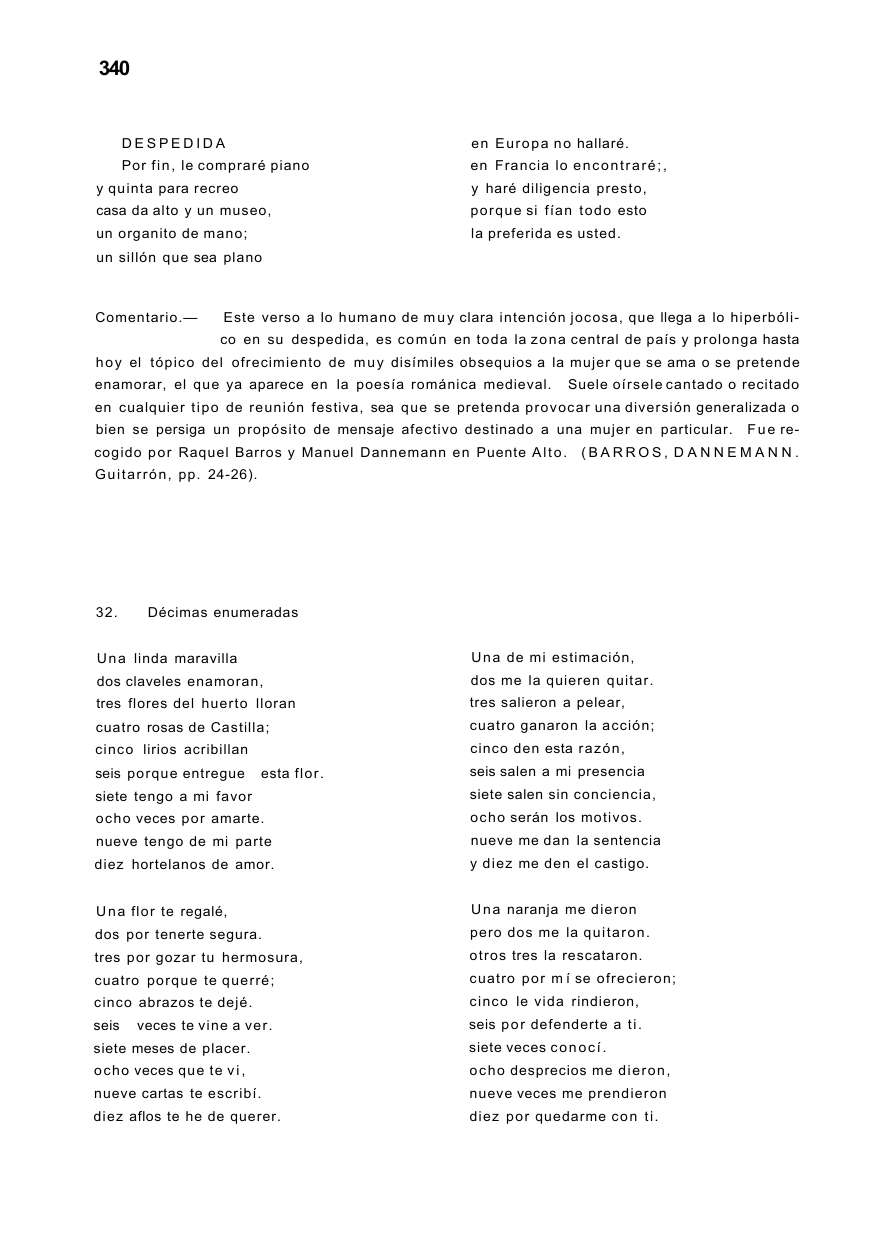 340
DESPEDIDA
Por fin, le compraré piano
y quinta para recreo
casa da alto y un museo,
un organito de mano;
un sillón que sea plano
en Europa no hallaré.
en Francia lo encontraré;,
y haré diligencia presto,
porque si fían todo esto
la preferida es usted.
Comentario.— Este verso a lo humano de muy clara intención jocosa, que llega a lo hiperbóli-
co en su despedida, es común en toda la zona central de país y prolonga hasta
hoy el tópico del ofrecimiento de muy disímiles obsequios a la mujer que se ama o se pretende
enamorar, el que ya aparece en la poesía románica medieval. Suele oírsele cantado o recitado
en cualquier tipo de reunión festiva, sea que se pretenda provocar una diversión generalizada o
bien se persiga un propósito de mensaje afectivo destinado a una mujer en particular. Fue re-
cogido por Raquel Barros y Manuel Dannemann en Puente Alto. (BARROS, DANNEMANN.
Guitarrón, pp. 24-26).
32. Décimas enumeradas
Una linda maravilla
dos claveles enamoran,
tres flores del huerto lloran
cuatro rosas de Castilla;
cinco lirios acribillan
seis porque entregue esta flor.
siete tengo a mi favor
ocho veces por amarte.
nueve tengo de mi parte
diez hortelanos de amor.
Una flor te regalé,
dos por tenerte segura.
tres por gozar tu hermosura,
cuatro porque te querré;
cinco abrazos te dejé.
seis veces te vine a ver.
siete meses de placer.
ocho veces que te vi,
nueve cartas te escribí.
diez aflos te he de querer.
Una de mi estimación,
dos me la quieren quitar.
tres salieron a pelear,
cuatro ganaron la acción;
cinco den esta razón,
seis salen a mi presencia
siete salen sin conciencia,
ocho serán los motivos.
nueve me dan la sentencia
y diez me den el castigo.
Una naranja me dieron
pero dos me la quitaron.
otros tres la rescataron.
cuatro por mí se ofrecieron;
cinco le vida rindieron,
seis por defenderte a ti.
siete veces conocí.
ocho desprecios me dieron,
nueve veces me prendieron
diez por quedarme con ti.